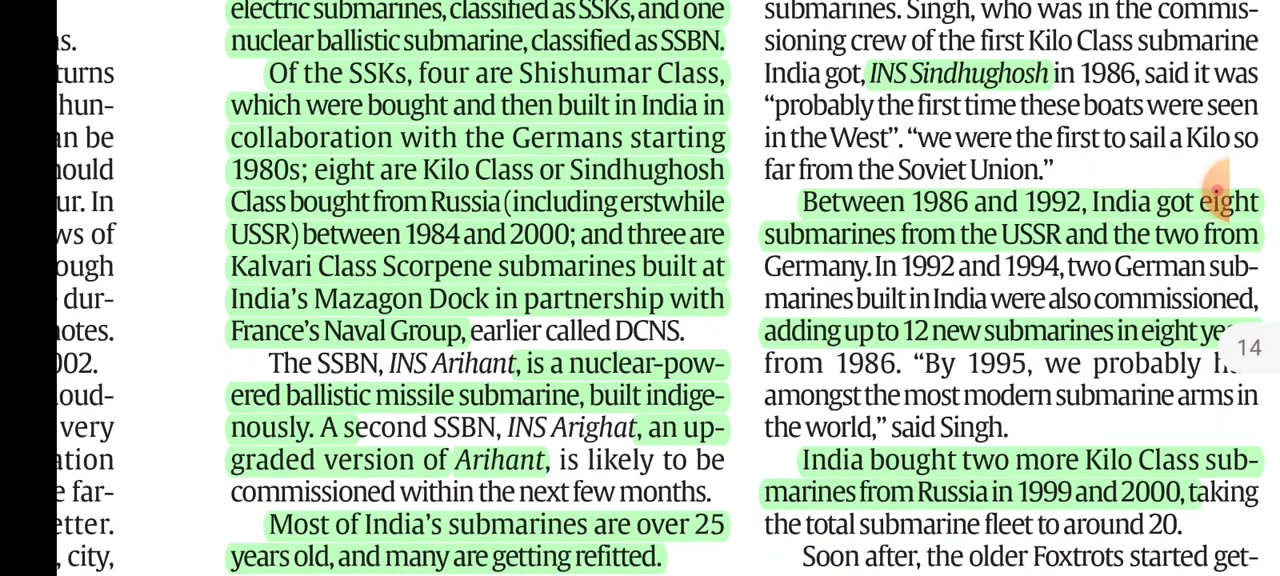 s.
turns
hun-
an be
hould
ur. In
ws of
ough
dur-
notes.
002.
loud-
very
ation
e far-
etter.
, city,
electric submarines, classified as SSKs, and one
nuclear ballistic submarine, classified as SSBN.
Of the SSKs, four are Shishumar Class,
which were bought and then built in India in
collaboration with the Germans starting
1980s; eight are Kilo Class or Sindhughosh
Class bought from Russia (including erstwhile
USSR) between 1984 and 2000; and three are
Kalvari Class Scorpene submarines built at
India's Mazagon Dock in partnership with
France's Naval Group, earlier called DCNS.
The SSBN, INS Arihant, is a nuclear-pow-
ered ballistic missile submarine, built indige-
nously. A second SSBN, INS Arighat, an up-
graded version of Arihant, is likely to be
commissioned within the next few months.
Most of India's submarines are over 25
years old, and many are getting refitted.
submarines. Singh, who was in the commis-
sioning crew of the first Kilo Class submarine
India got, INS Sindhughosh in 1986, said it was
“probably the first time these boats were seen
in the West”. “we were the first to sail a Kilo so
far from the Soviet Union.”
Between 1986 and 1992, India got eight
submarines from the USSR and the two from
Germany. In 1992 and 1994, two German sub-
marines built in India were also commissioned,
adding up to 12 new submarines in eight
from 1986. “By 1995, we probably
amongst the most modern submarine arms in
the world,” said Singh.
India bought two more Kilo Class sub-
marines from Russia in 1999 and 2000, taking
the total submarine fleet to around 20.
Soon after, the older Foxtrots started get-
14